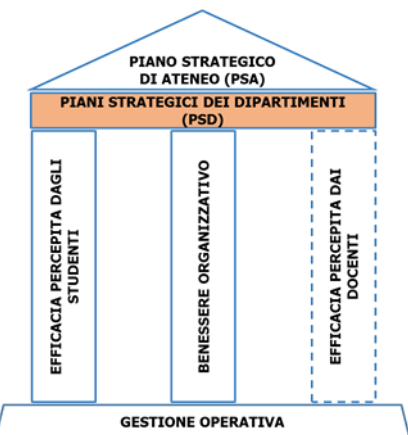 PIANO STRATEGICO
DI ATENEO (PSA)
PIANI STRATEGICI DEI DIPARTIMENTI
(PSD)
EFFICACIA PERCEPITA DAGLI
STUDENTI
BENESSERE ORGANIZZATIVO
EFFICACIA PERCEPITA DAI
DOCENTI
GESTIONE OPERATIVA